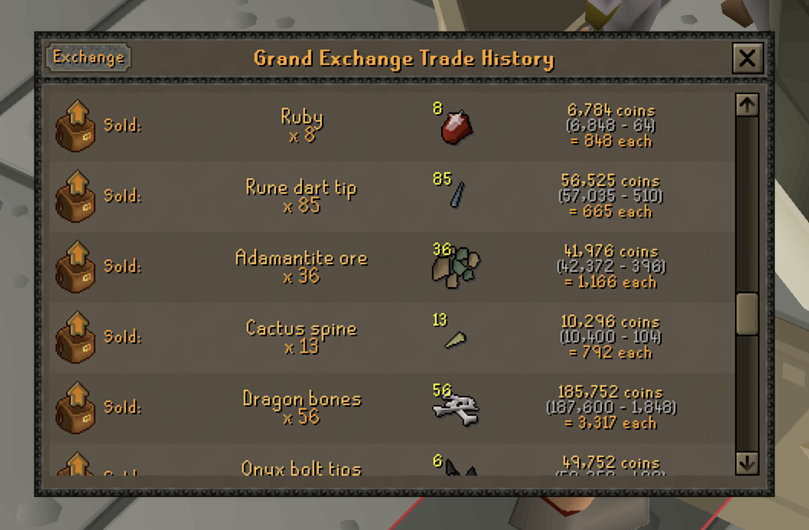 Exchange
Grand Exchange Trade History
Sold:
Ruby
x 8
8
6,784 coins
(6,848 - 64)
= 848 each
Sold:
Rune dart tip
x 85
85
56,525 coins
(57,035 - 510)
= 665 each
Sold:
Adamantite ore
x 36
36
41,976 coins
(42,372 - 396)
= 1,166 each
Sold:
Cactus spine
x 13
13
10,296 coins
(10,400 - 104)
= 792 each
Sold:
Dragon bones
x 56
56
185,752 coins
(187,600 - 1,848)
= 3,317 each
Onyx bolt tips
6
49,752 coins